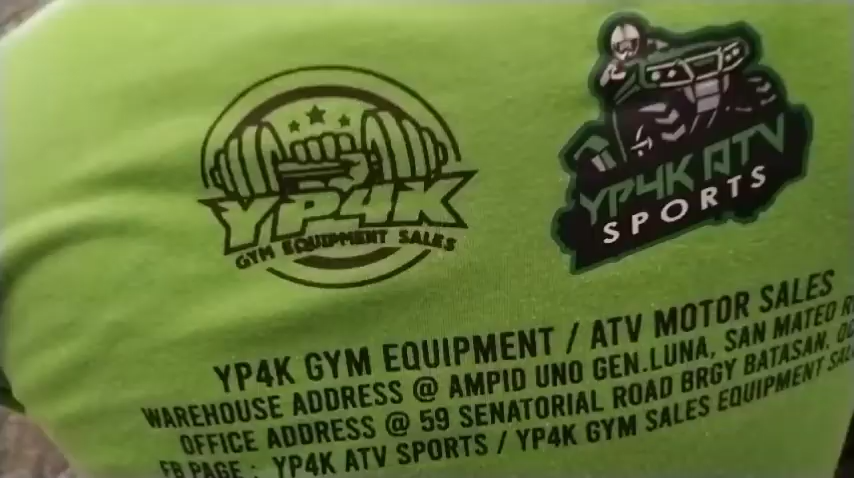 YP4K
GYM EQUIPMENT SALES
YP4K ATV
SPORTS
YP4K GYM EQUIPMENT / ATV MOTOR SALES
WAREHOUSE ADDRESS @ AMPID UNO GEN.LUNA, SAN MATEO
OFFICE ADDRESS @ 59 SENATORIAL ROAD BRGY BATASAN.
FB PAGE : YP4K ATV SPORTS / YP4K GYM SALES EQUIPMENT